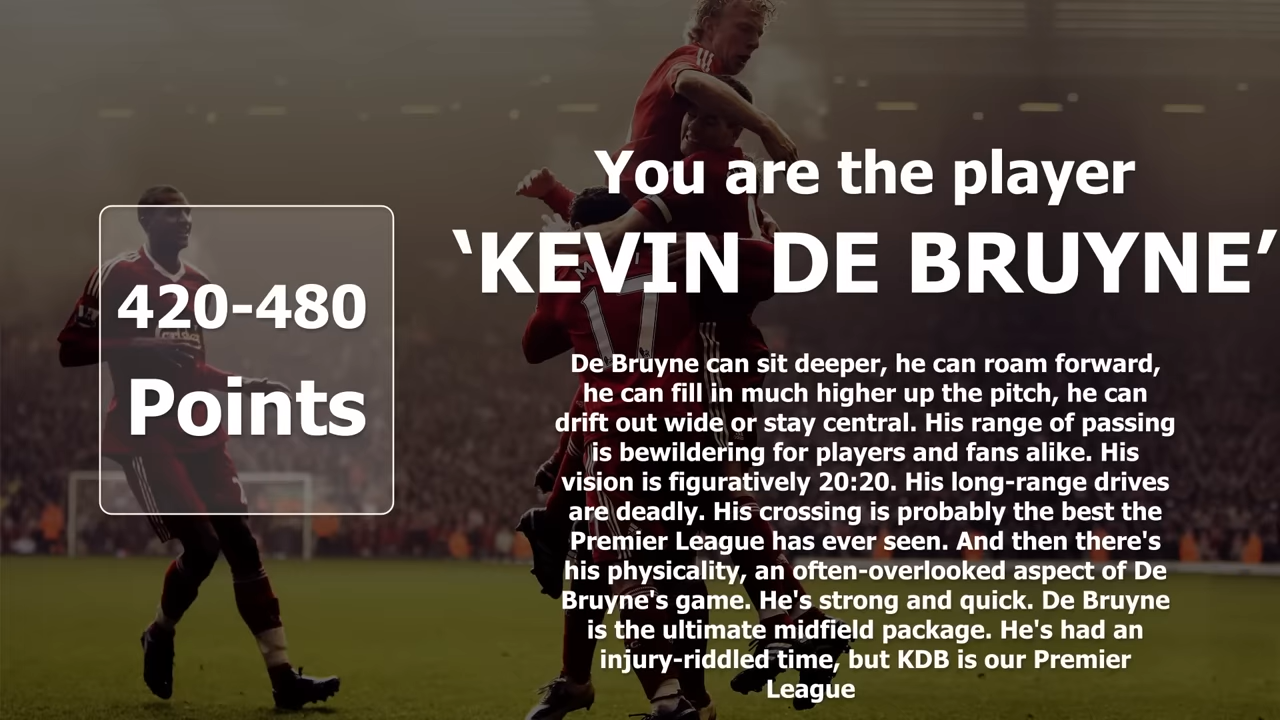 420-480
Points
You are the player
‘KEVIN DE BRUYNE’
De Bruyne can sit deeper, he can roam forward,
he can fill in much higher up the pitch, he can
drift out wide or stay central. His range of passing
is bewildering for players and fans alike. His
vision is figuratively 20:20. His long-range drives
are deadly. His crossing is probably the best the
Premier League has ever seen. And then there's
his physicality, an often-overlooked aspect of De
Bruyne's game. He's strong and quick. De Bruyne
is the ultimate midfield package. He's had an
injury-riddled time, but KDB is our Premier
League
17